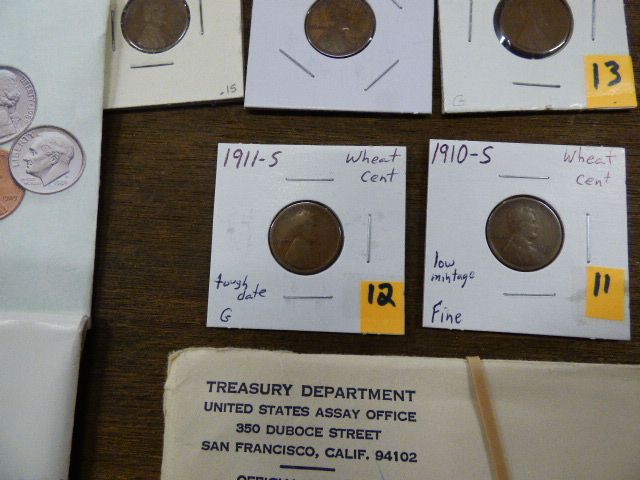 .15
G
13
1911-S
Wheat
cent
tough
date
G
12
1910-S
Wheat
cent
low
mintage
Fine
11
LIBERTY
TREASURY DEPARTMENT
UNITED STATES ASSAY OFFICE
350 DUBOCE STREET
SAN FRANCISCO, CALIF. 94102